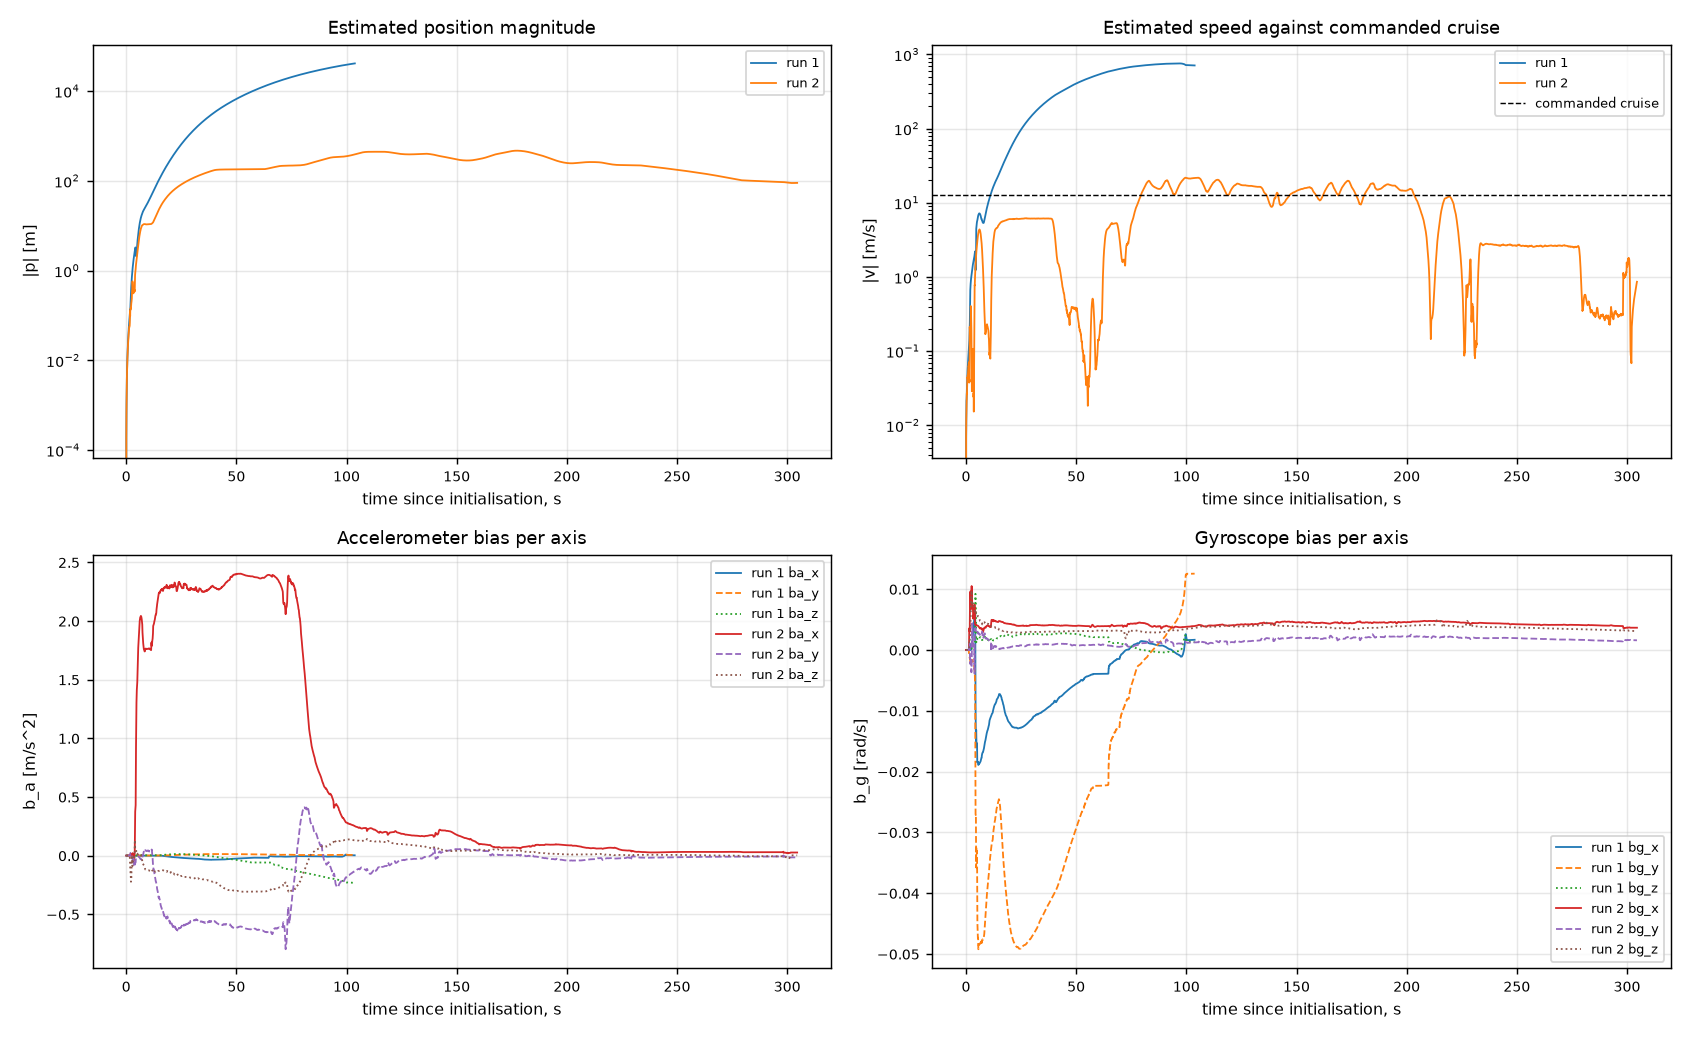 Estimated position magnitude
|p| [m]
10^4
10^2
10^0
10^−2
10^−4
0 50 100 150 200 250 300
time since initialisation, s
run 1
run 2
Estimated speed against commanded cruise
|v| [m/s]
10^3
10^2
10^1
10^0
10^−1
10^−2
0 50 100 150 200 250 300
time since initialisation, s
run 1
run 2
commanded cruise
Accelerometer bias per axis
b_a [m/s^2]
2.5
2.0
1.5
1.0
0.5
0.0
−0.5
0 50 100 150 200 250 300
time since initialisation, s
run 1 ba_x
run 1 ba_y
run 1 ba_z
run 2 ba_x
run 2 ba_y
run 2 ba_z
Gyroscope bias per axis
b_g [rad/s]
0.01
0.00
−0.01
−0.02
−0.03
−0.04
−0.05
0 50 100 150 200 250 300
time since initialisation, s
run 1 bg_x
run 1 bg_y
run 1 bg_z
run 2 bg_x
run 2 bg_y
run 2 bg_z